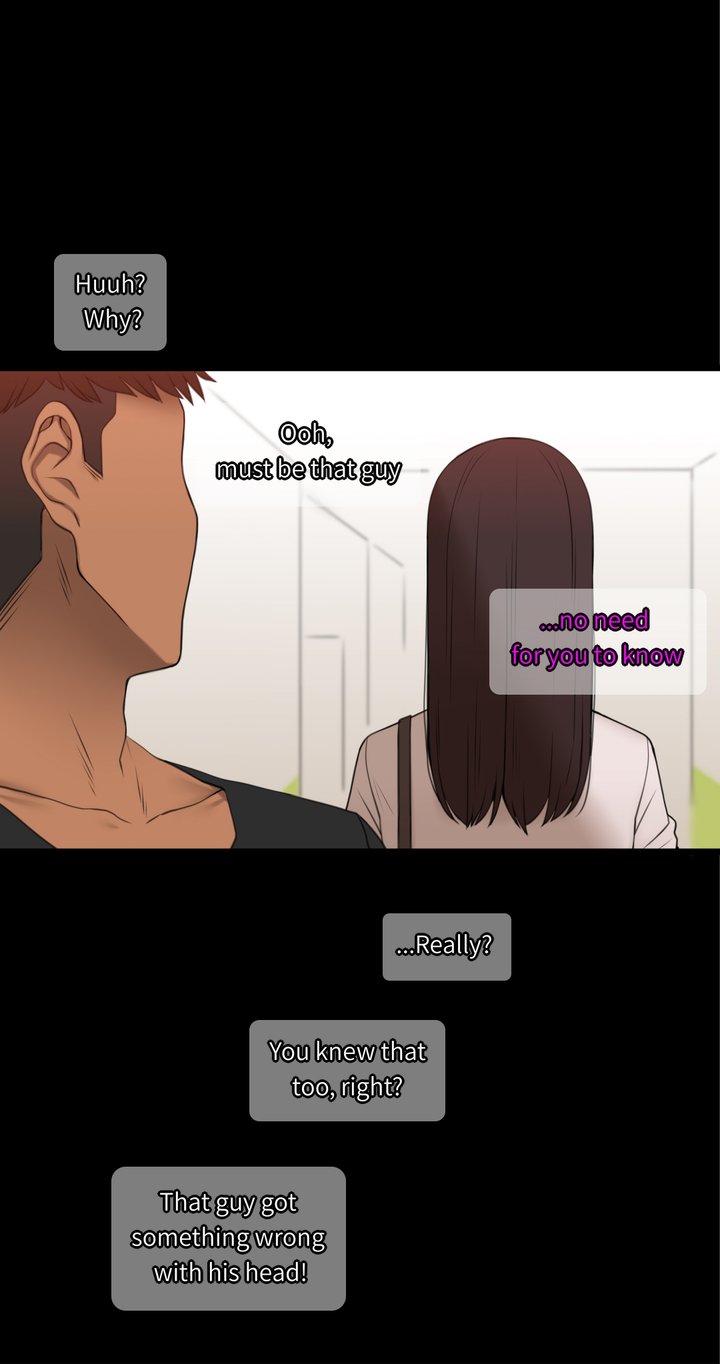 Huuh?
Why?
Ooh,
must be that guy
...no need
for you to know
...Really?
You knew that
too, right?
That guy got
something wrong
with his head!